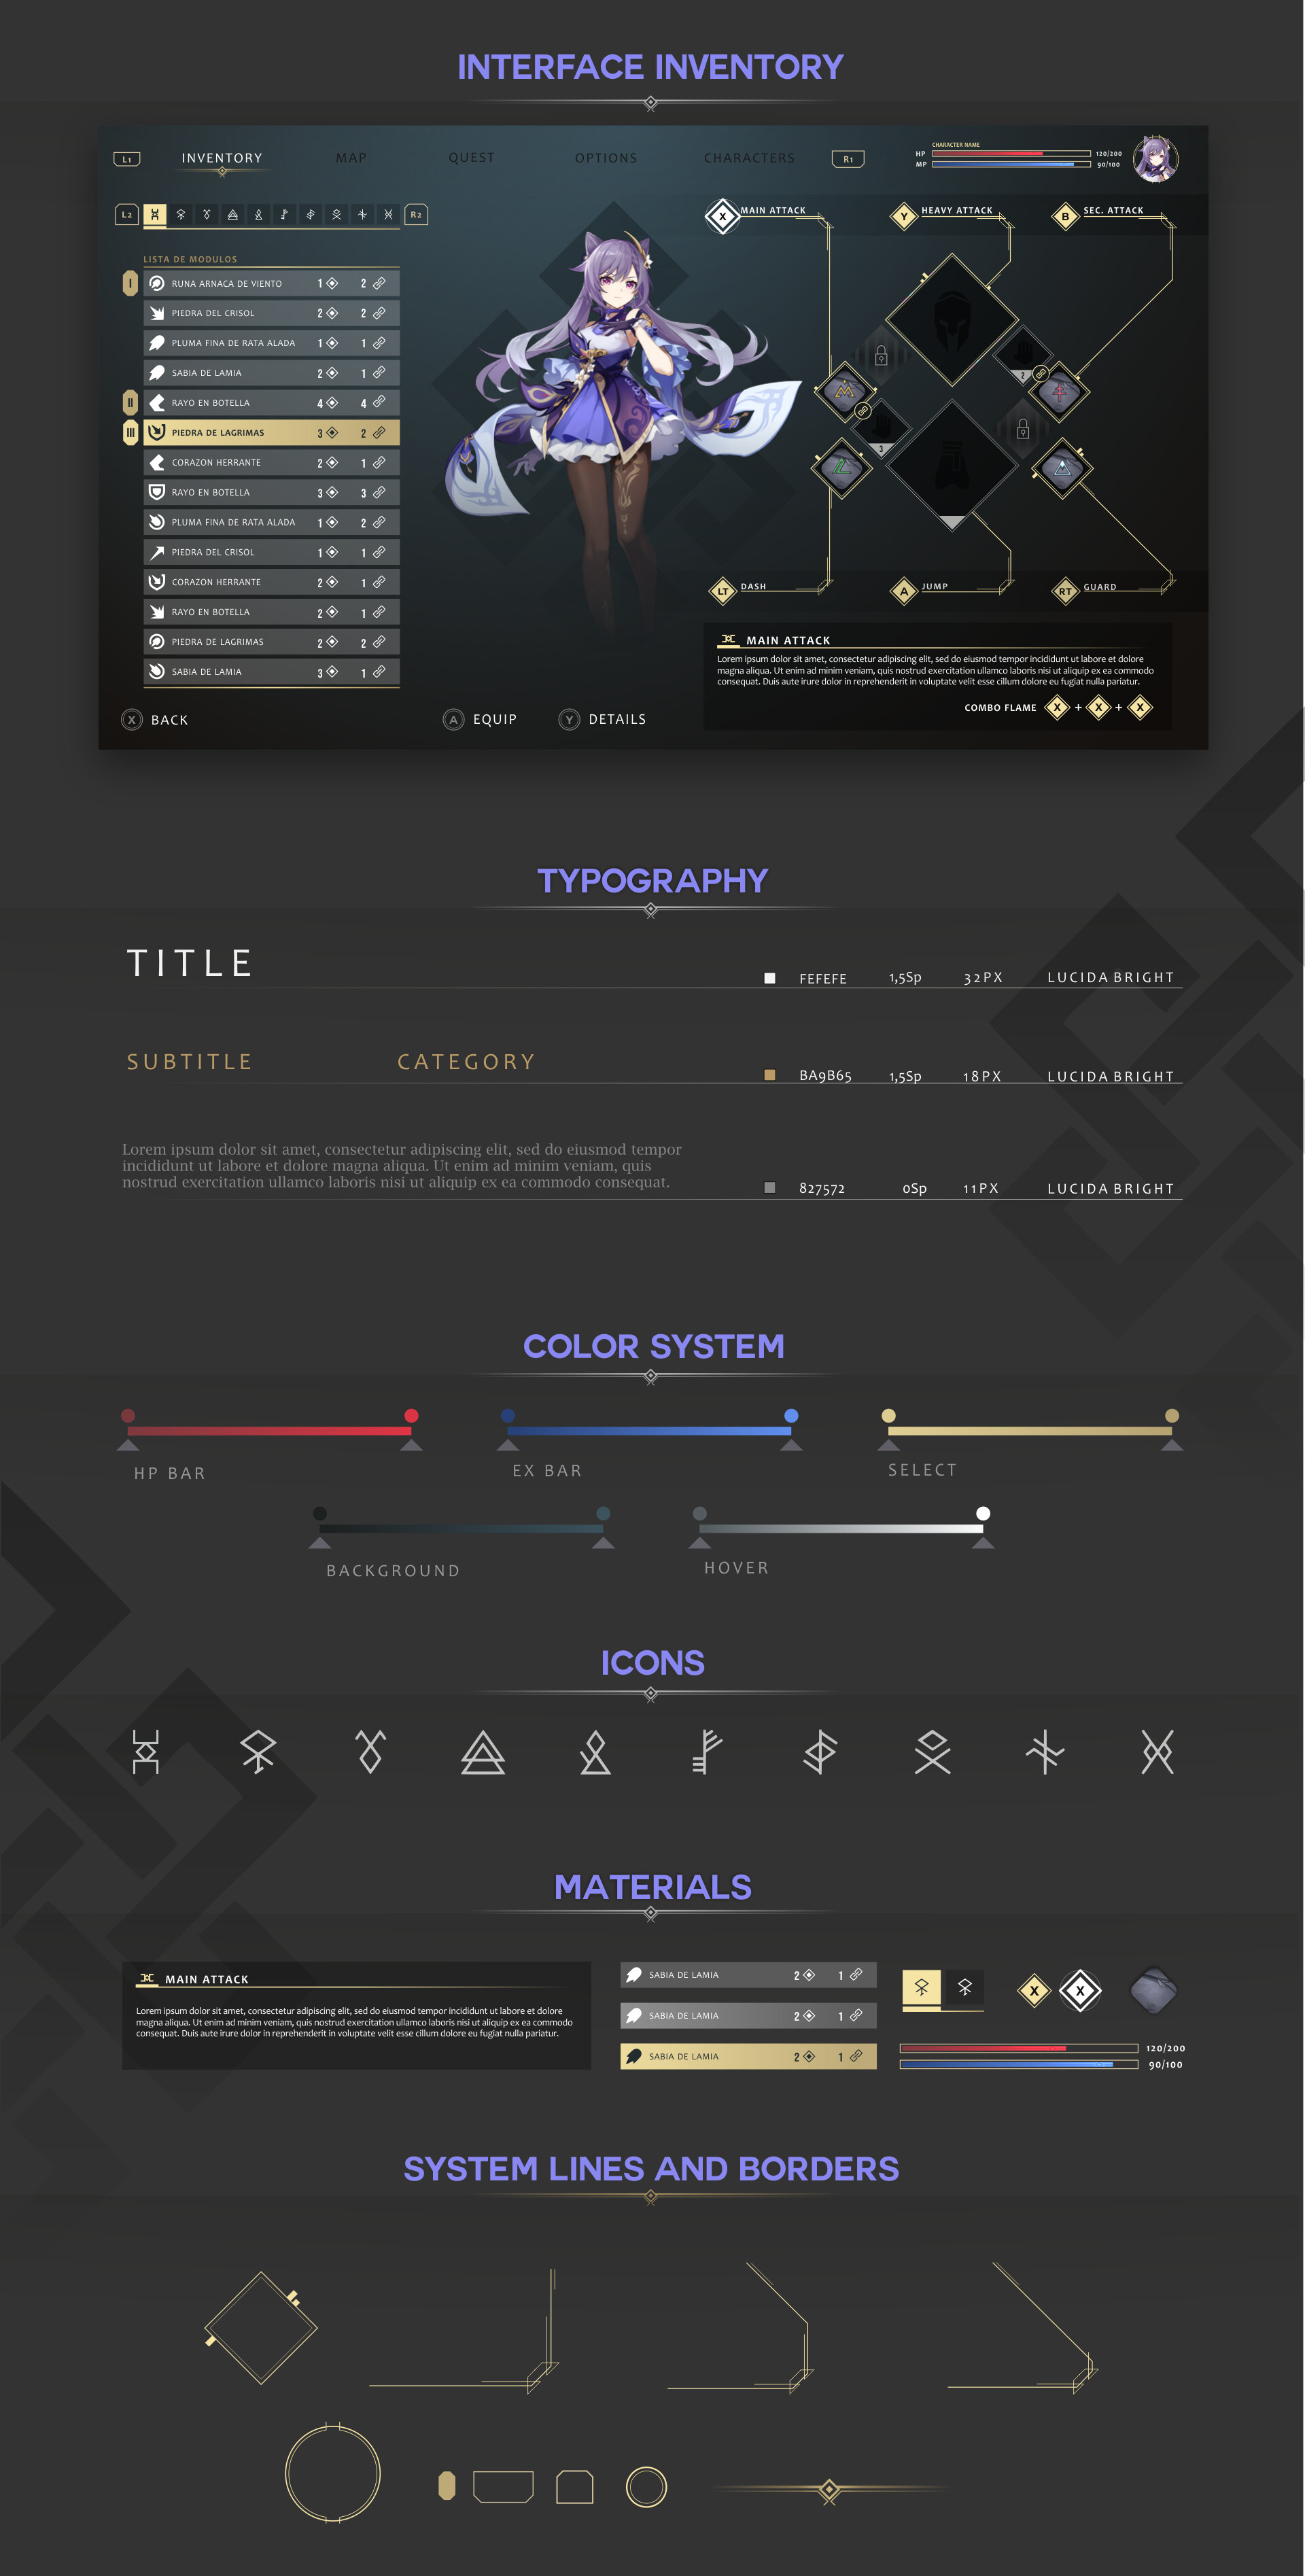 INTERFACE INVENTORY
L1 INVENTORY MAP QUEST OPTIONS CHARACTERS R1
CHARACTER NAME
HP 120/200
MP 90/100
L2 R2
X MAIN ATTACK Y HEAVY ATTACK B SEC. ATTACK
LISTA DE MODULOS
I RUNA ARNACA DE VIENTO 1 2
PIEDRA DEL CRISOL 2 2
PLUMA FINA DE RATA ALADA 1 1
SABIA DE LAMIA 2 1
II RAYO EN BOTELLA 4 4
III PIEDRA DE LAGRIMAS 3 2
CORAZON HERRANTE 2 1
RAYO EN BOTELLA 3 3
PLUMA FINA DE RATA ALADA 1 2
PIEDRA DEL CRISOL 1 1
CORAZON HERRANTE 2 1
RAYO EN BOTELLA 2 1
PIEDRA DE LAGRIMAS 2 2
SABIA DE LAMIA 3 1
2
3
LT DASH A JUMP RT GUARD
MAIN ATTACK
Lorem ipsum dolor sit amet, consectetur adipiscing elit, sed do eiusmod tempor incididunt ut labore et dolore
magna aliqua. Ut enim ad minim veniam, quis nostrud exercitation ullamco laboris nisi ut aliquip ex ea commodo
consequat. Duis aute irure dolor in reprehenderit in voluptate velit esse cillum dolore eu fugiat nulla pariatur.
COMBO FLAME X + X + X
X BACK A EQUIP Y DETAILS
TYPOGRAPHY
TITLE FEFEFE 1,5Sp 32PX LUCIDA BRIGHT
SUBTITLE CATEGORY BA9B65 1,5Sp 18PX LUCIDA BRIGHT
Lorem ipsum dolor sit amet, consectetur adipiscing elit, sed do eiusmod tempor
incididunt ut labore et dolore magna aliqua. Ut enim ad minim veniam, quis
nostrud exercitation ullamco laboris nisi ut aliquip ex ea commodo consequat.
827572 0Sp 11PX LUCIDA BRIGHT
COLOR SYSTEM
HP BAR EX BAR SELECT
BACKGROUND HOVER
ICONS
MATERIALS
MAIN ATTACK
Lorem ipsum dolor sit amet, consectetur adipiscing elit, sed do eiusmod tempor incididunt ut labore et dolore
magna aliqua. Ut enim ad minim veniam, quis nostrud exercitation ullamco laboris nisi ut aliquip ex ea commodo
consequat. Duis aute irure dolor in reprehenderit in voluptate velit esse cillum dolore eu fugiat nulla pariatur.
SABIA DE LAMIA 2 1
SABIA DE LAMIA 2 1
SABIA DE LAMIA 2 1
X X
120/200
90/100
SYSTEM LINES AND BORDERS